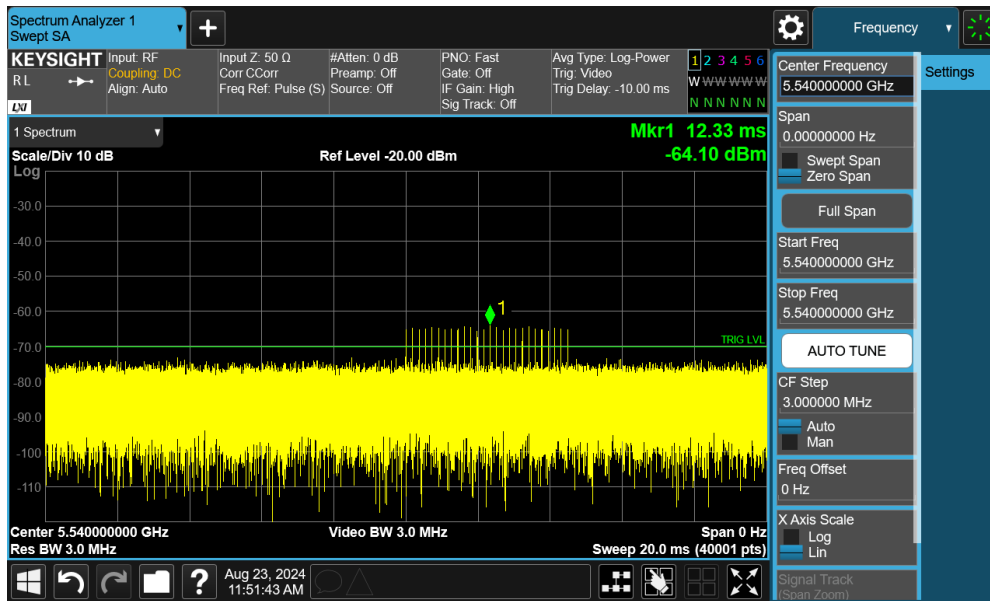 Spectrum Analyzer 1
Swept SA
Frequency
KEYSIGHT
R L
LXI
Input: RF
Coupling: DC
Align: Auto
Input Z: 50 Ω
Corr CCorr
Freq Ref: Pulse (S)
#Atten: 0 dB
Preamp: Off
Source: Off
PNO: Fast
Gate: Off
IF Gain: High
Sig Track: Off
Avg Type: Log-Power
Trig: Video
Trig Delay: -10.00 ms
1 2 3 4 5 6
W W W W W W
N N N N N N
1 Spectrum
Scale/Div 10 dB
Log
Ref Level -20.00 dBm
Mkr1 12.33 ms
-64.10 dBm
-30.0
-40.0
-50.0
-60.0
-70.0
-80.0
-90.0
-100
-110
1
TRIG LVL
Center 5.540000000 GHz
Res BW 3.0 MHz
Video BW 3.0 MHz
Span 0 Hz
Sweep 20.0 ms (40001 pts)
Center Frequency
5.540000000 GHz
Settings
Span
0.00000000 Hz
Swept Span
Zero Span
Full Span
Start Freq
5.540000000 GHz
Stop Freq
5.540000000 GHz
AUTO TUNE
CF Step
3.000000 MHz
Auto
Man
Freq Offset
0 Hz
X Axis Scale
Log
Lin
Signal Track
(Span Zoom)
?
Aug 23, 2024
11:51:43 AM